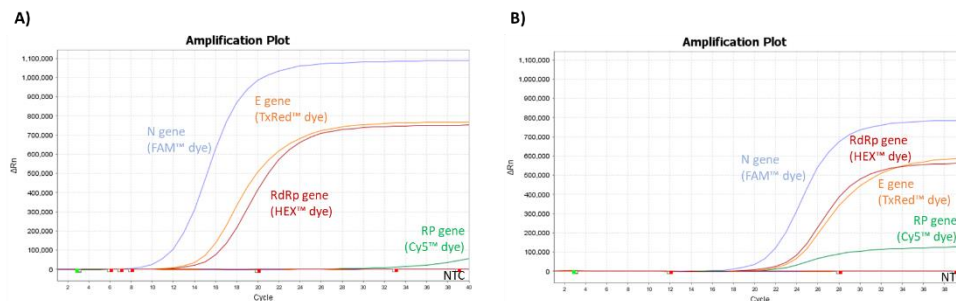 A)
Amplification Plot
1,100,000
1,000,000
900,000
800,000
700,000
600,000
500,000
400,000
300,000
200,000
100,000
0
ΔRn
N gene
(FAM™ dye)
E gene
(TxRed™ dye)
RdRp gene
(HEX™ dye)
RP gene
(Cy5™ dye)
NTC
2 4 6 8 10 12 14 16 18 20 22 24 26 28 30 32 34 36 38 40
Cycle
B)
Amplification Plot
1,100,000
1,000,000
900,000
800,000
700,000
600,000
500,000
400,000
300,000
200,000
100,000
0
ΔRn
N gene
(FAM™ dye)
RdRp gene
(HEX™ dye)
E gene
(TxRed™ dye)
RP gene
(Cy5™ dye)
NT
2 4 6 8 10 12 14 16 18 20 22 24 26 28 30 32 34 36 38
Cycle